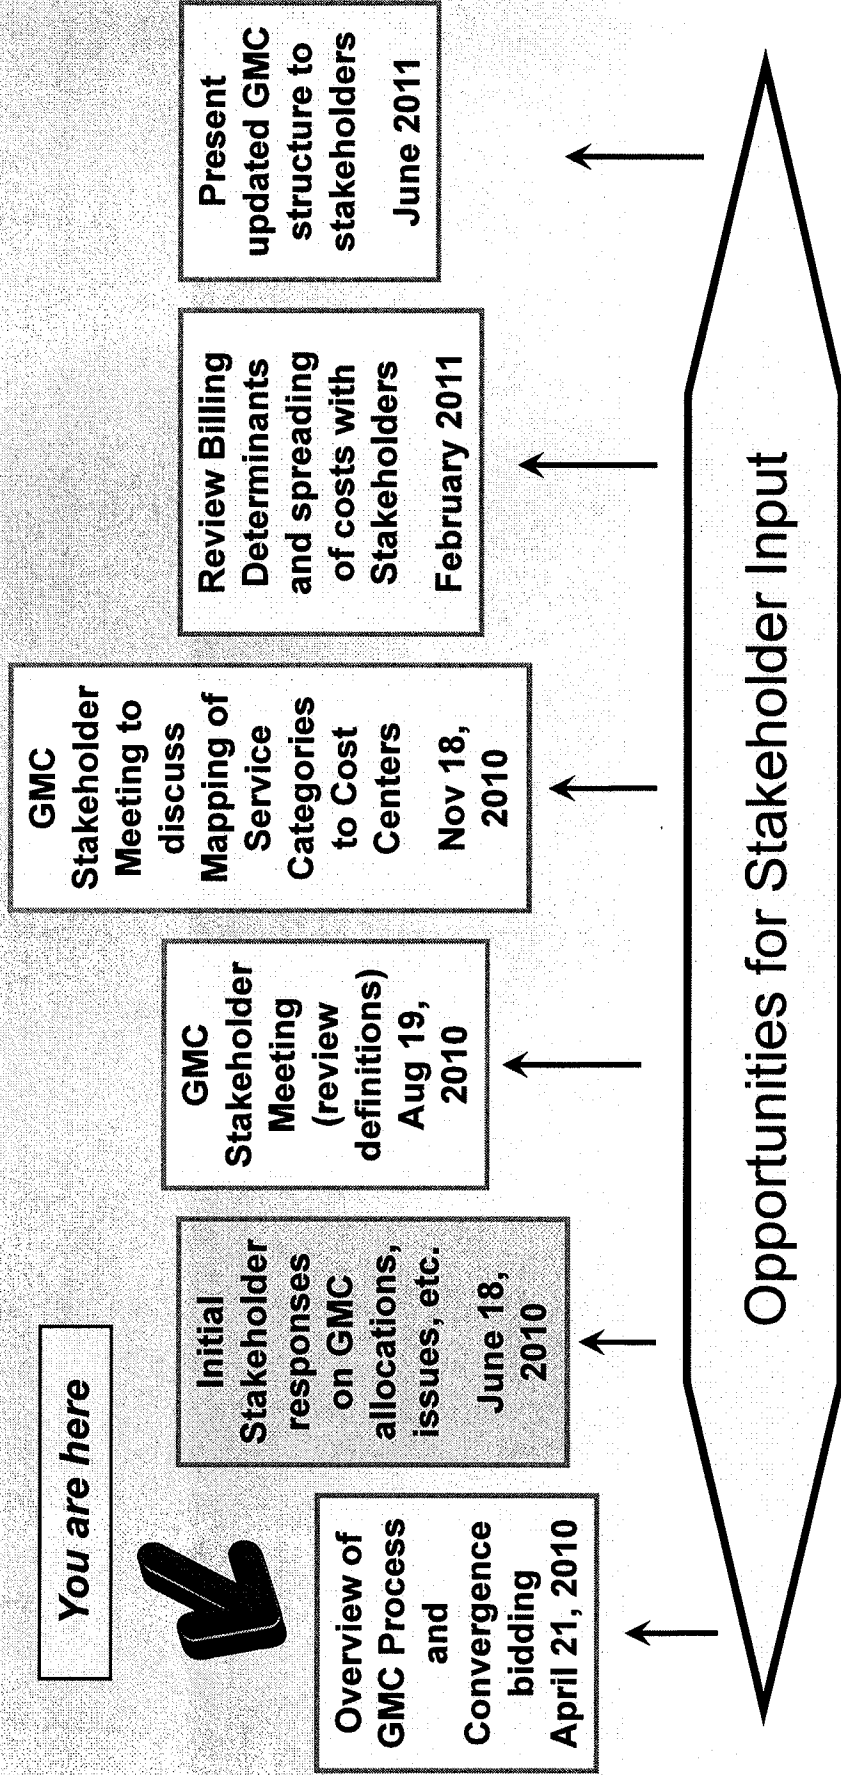 You are here
Overview of
GMC Process
and
Convergence
bidding
April 21, 2010
Initial
Stakeholder
responses
on GMC
allocations,
issues, etc.
June 18,
2010
GMC
Stakeholder
Meeting
(review
definitions)
Aug 19,
2010
GMC
Stakeholder
Meeting to
discuss
Mapping of
Service
Categories
to Cost
Centers
Nov 18,
2010
Review Billing
Determinants
and spreading
of costs with
Stakeholders
February 2011
Present
updated GMC
structure to
stakeholders
June 2011
Opportunities for Stakeholder Input